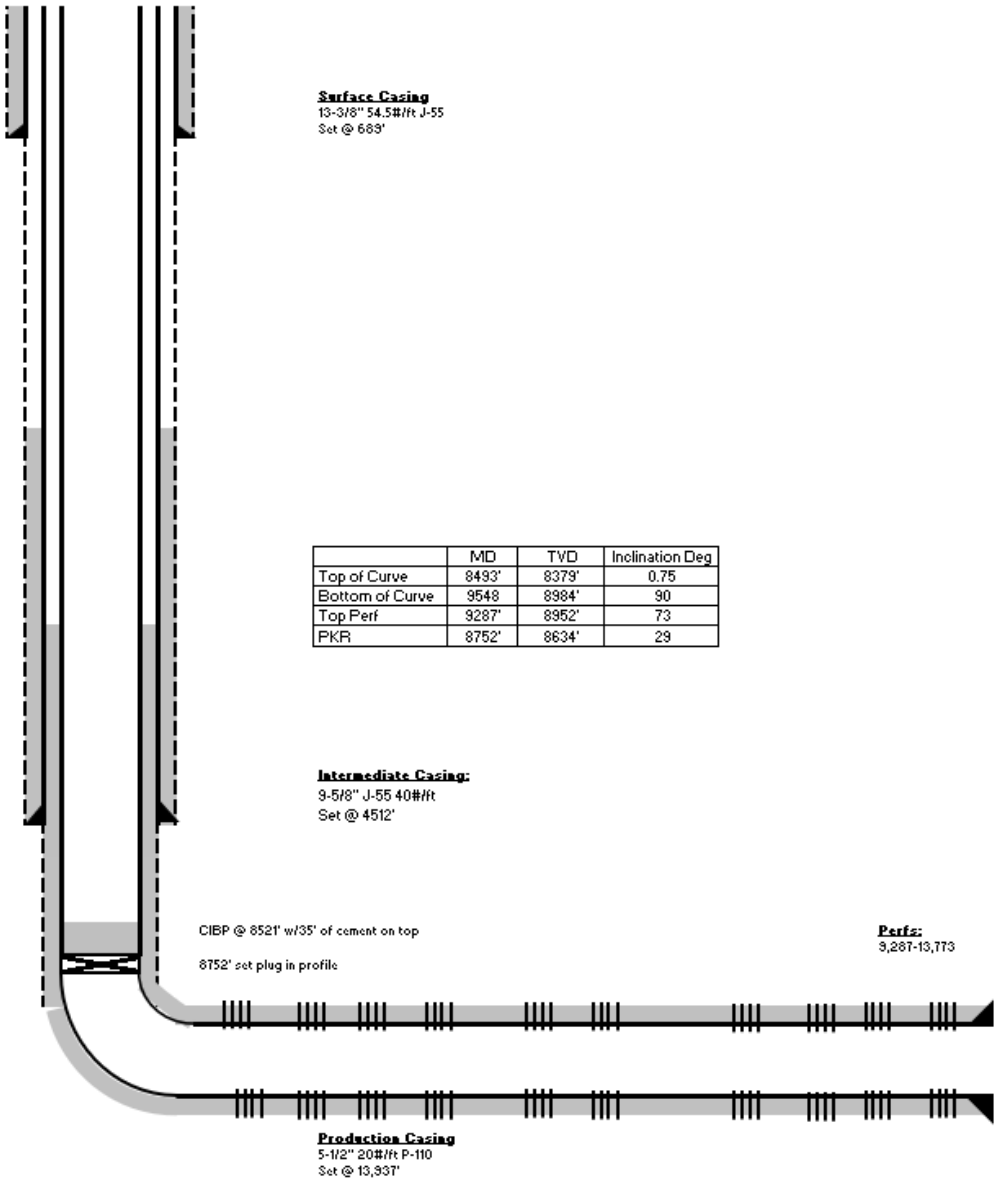 Surface Casing
13-3/8" 54.5#/ft J-55
Set @ 689'
MD TVD Inclination Deg
Top of Curve 8493' 8379' 0.75
Bottom of Curve 9548 8984' 90
Top Perf 9287' 8952' 73
PKR 8752' 8634' 29
Intermediate Casing:
9-5/8" J-55 40#/ft
Set @ 4512'
CIBP @ 8521' w/35' of cement on top
8752' set plug in profile
Perfs:
9,287-13,773
Production Casing
5-1/2" 20#/ft P-110
Set @ 13,937'